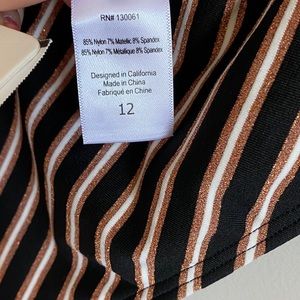 RN# 130061
85% Nylon 7% Matellic 8% Spandex
85% Nylon 7% Métallique 8% Spandex
Designed in California
Made in China
Fabriqué en Chine
12